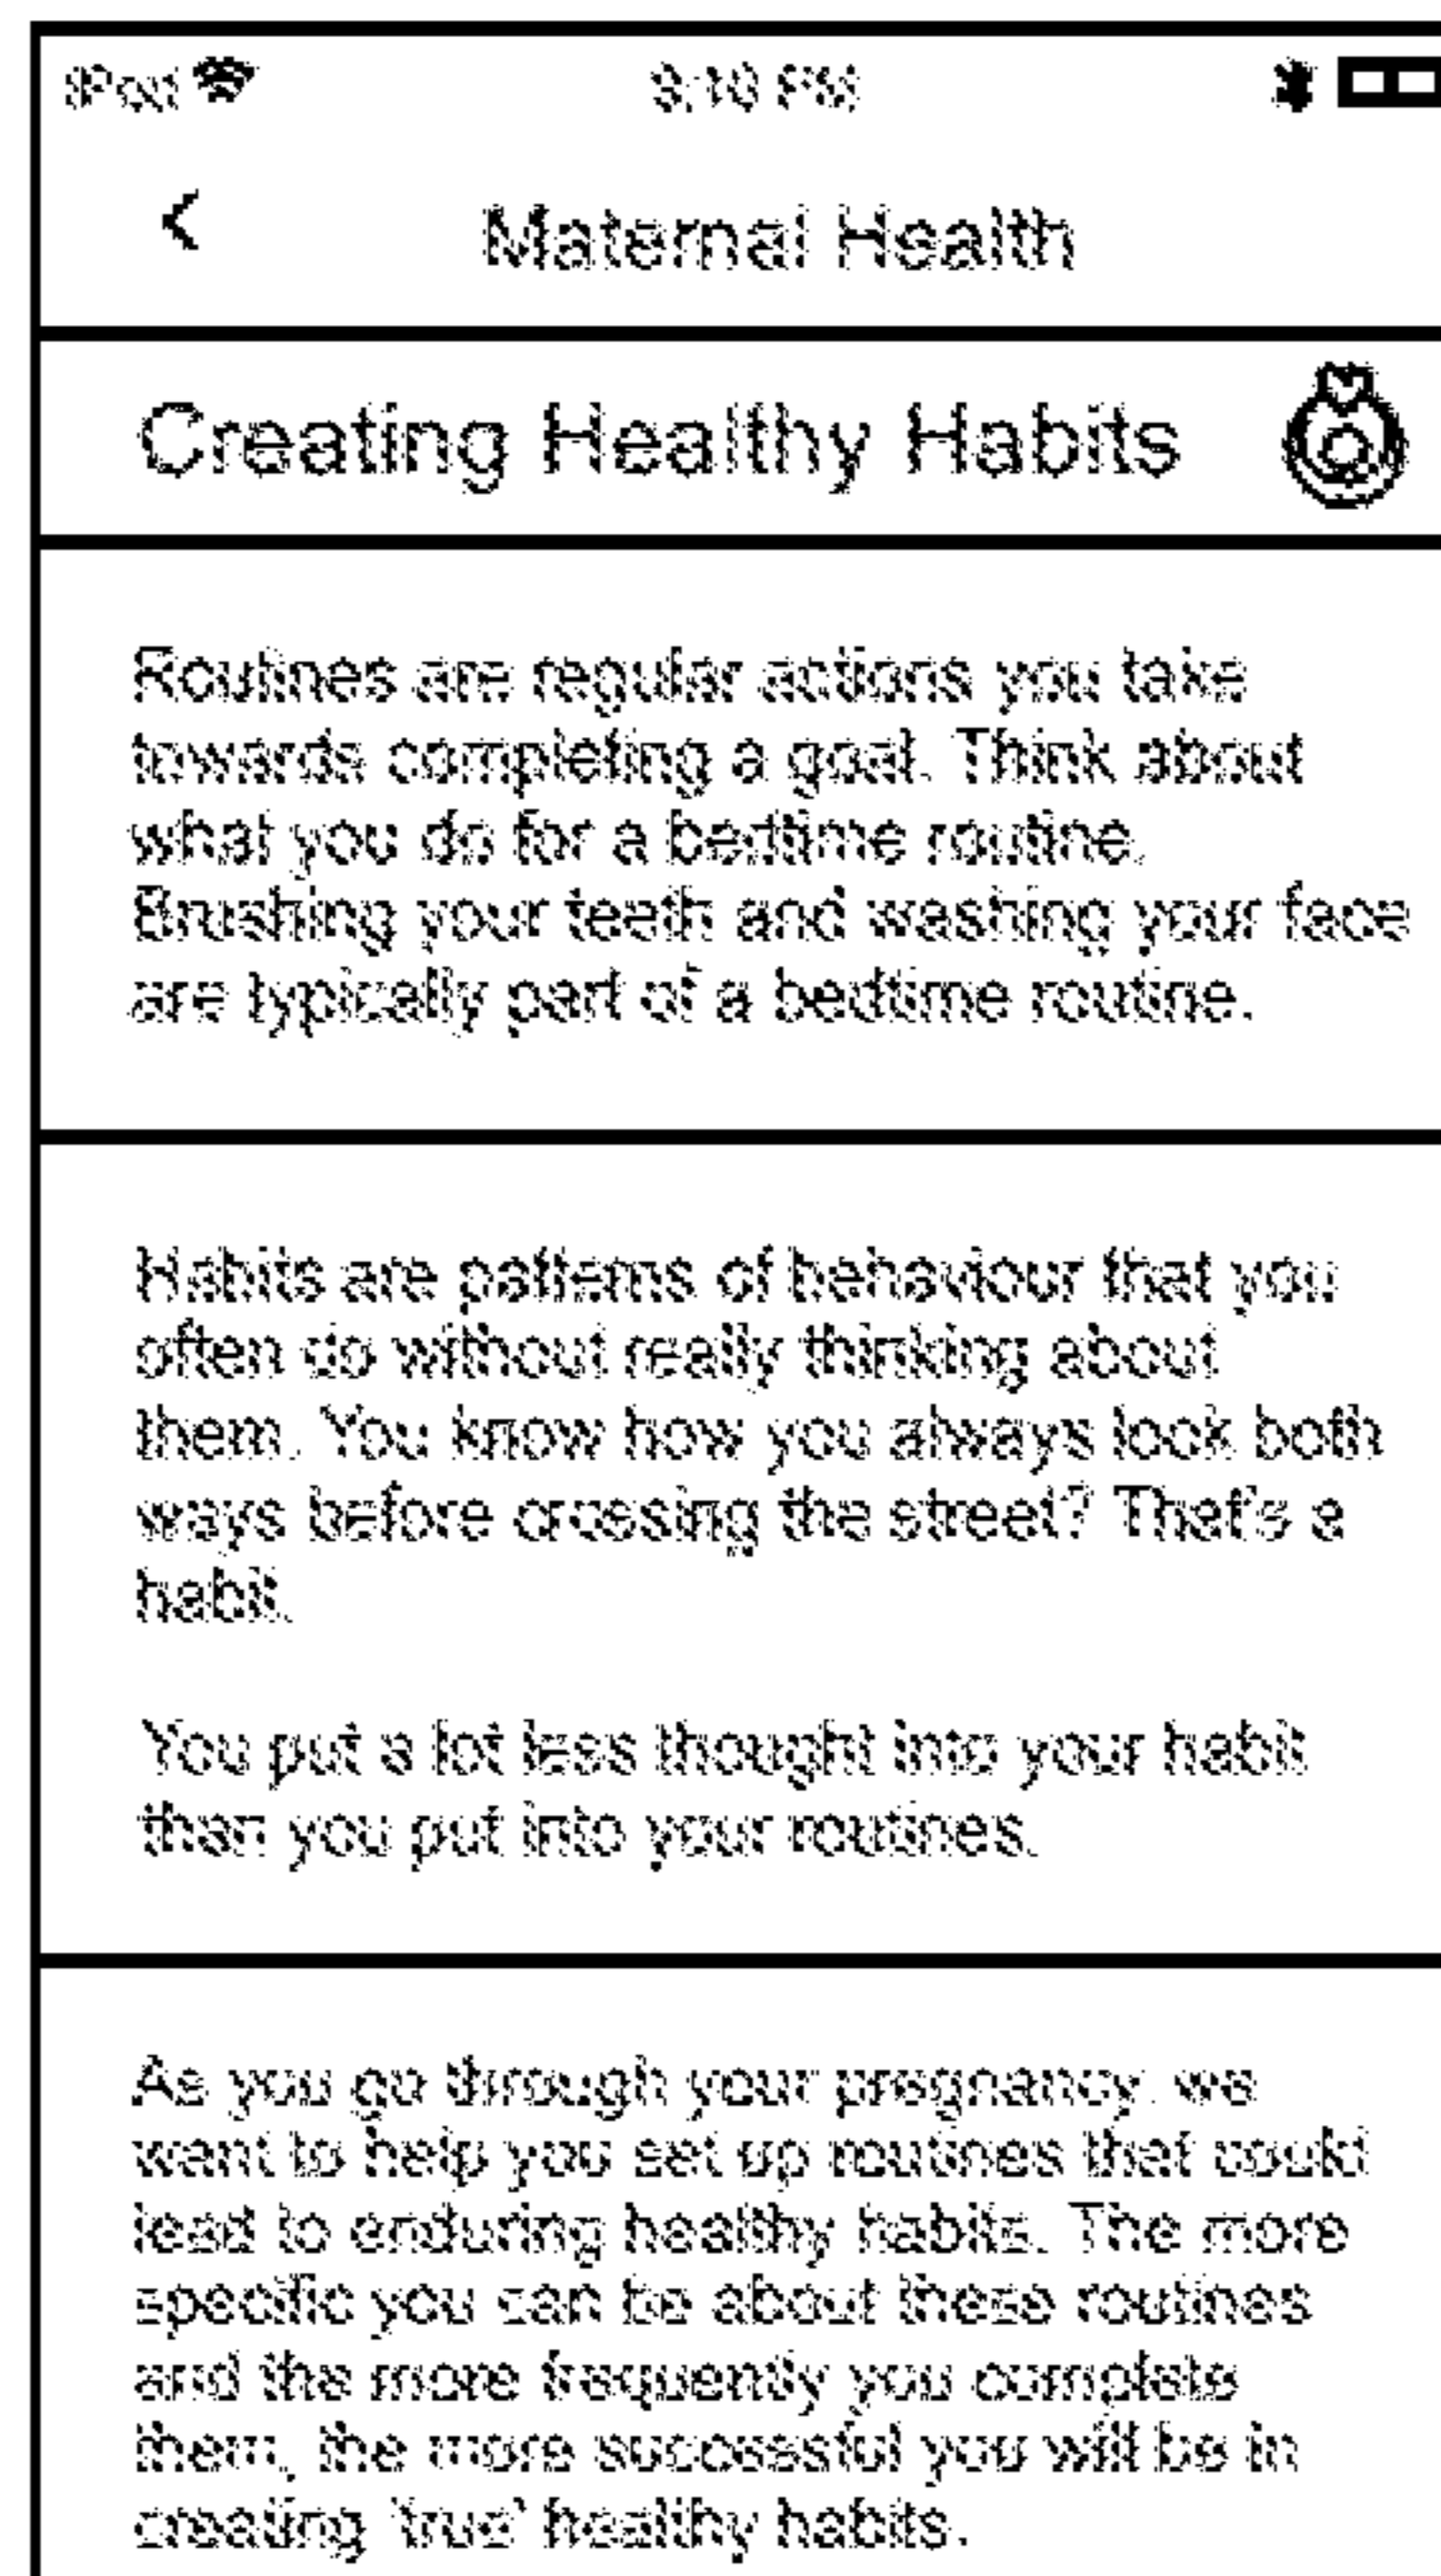 iPod 9:10 PM
Maternal Health
Creating Healthy Habits
Routines are regular actions you take
towards completing a goal. Think about
what you do for a bedtime routine.
Brushing your teeth and washing your face
are typically part of a bedtime routine.
Habits are patterns of behaviour that you
often do without really thinking about
them. You know how you always look both
ways before crossing the street? That's a
habit.
You put a lot less thought into your habit
than you put into your routines.
As you go through your pregnancy, we
want to help you set up routines that could
lead to enduring healthy habits. The more
specific you can be about these routines
and the more frequently you complete
them, the more successful you will be in
creating 'true' healthy habits.